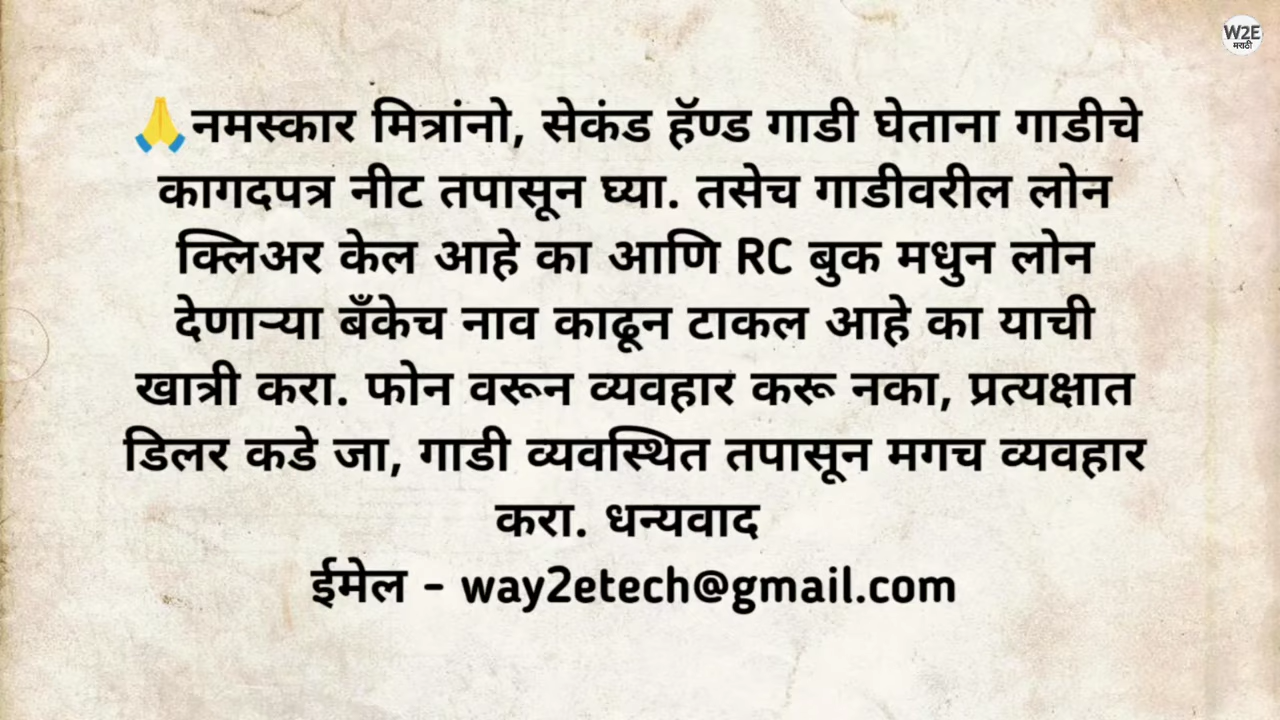 W2E
मराठी
🙏नमस्कार मित्रांनो, सेकंड हॅण्ड गाडी घेताना गाडीचे
कागदपत्र नीट तपासून घ्या. तसेच गाडीवरील लोन
क्लिअर केल आहे का आणि RC बुक मधुन लोन
देणाऱ्या बँकेच नाव काढून टाकल आहे का याची
खात्री करा. फोन वरून व्यवहार करू नका, प्रत्यक्षात
डिलर कडे जा, गाडी व्यवस्थित तपासून मगच व्यवहार
करा. धन्यवाद
ईमेल - way2etech@gmail.com